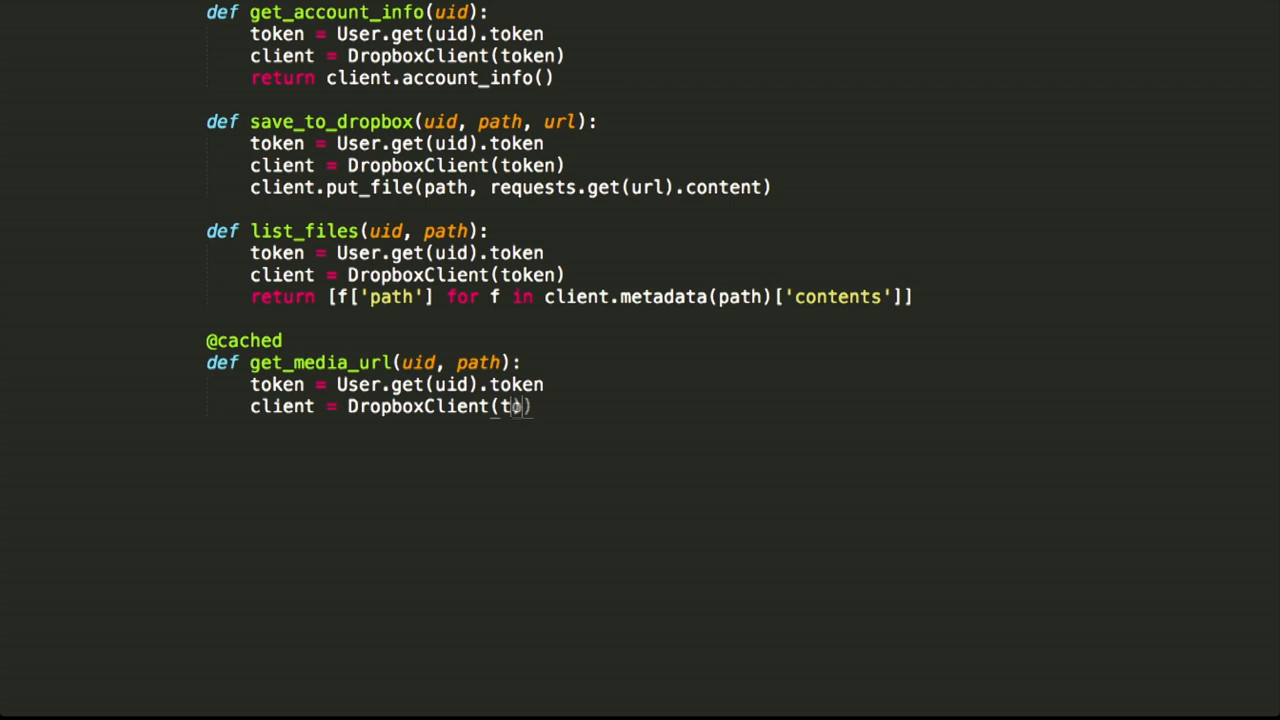 def get_account_info(uid):
    token = User.get(uid).token
    client = DropboxClient(token)
    return client.account_info()
def save_to_dropbox(uid, path, url):
    token = User.get(uid).token
    client = DropboxClient(token)
    client.put_file(path, requests.get(url).content)
def list_files(uid, path):
    token = User.get(uid).token
    client = DropboxClient(token)
    return [f['path'] for f in client.metadata(path)['contents']]
@cached
def get_media_url(uid, path):
    token = User.get(uid).token
    client = DropboxClient(to)